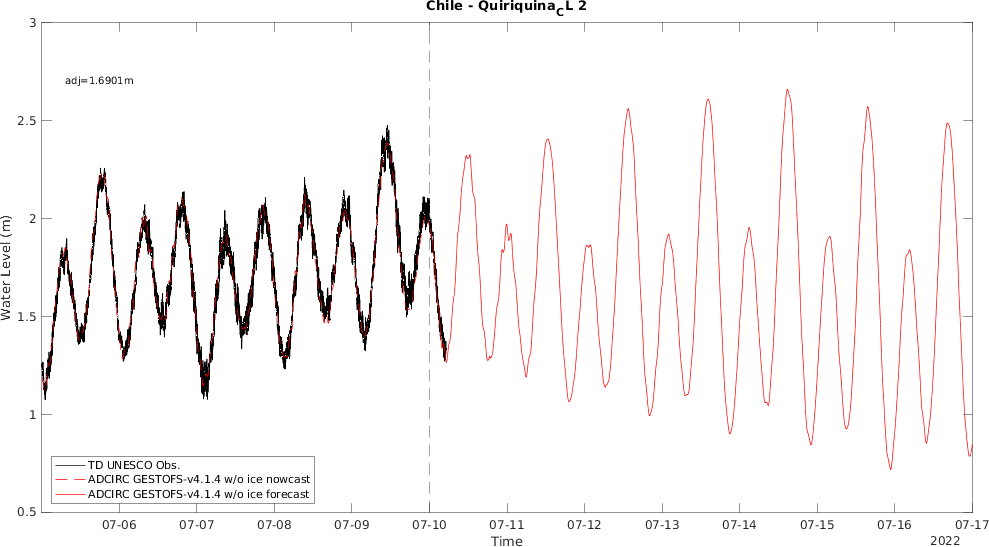 Chile - Quiriquina_CL 2
3
adj=1.6901m
2.5
2
Water Level (m)
1.5
1
TD UNESCO Obs.
ADCIRC GESTOFS-v4.1.4 w/o ice nowcast
ADCIRC GESTOFS-v4.1.4 w/o ice forecast
0.5
07-06 07-07 07-08 07-09 07-10 07-11 07-12 07-13 07-14 07-15 07-16 07-17
Time
2022